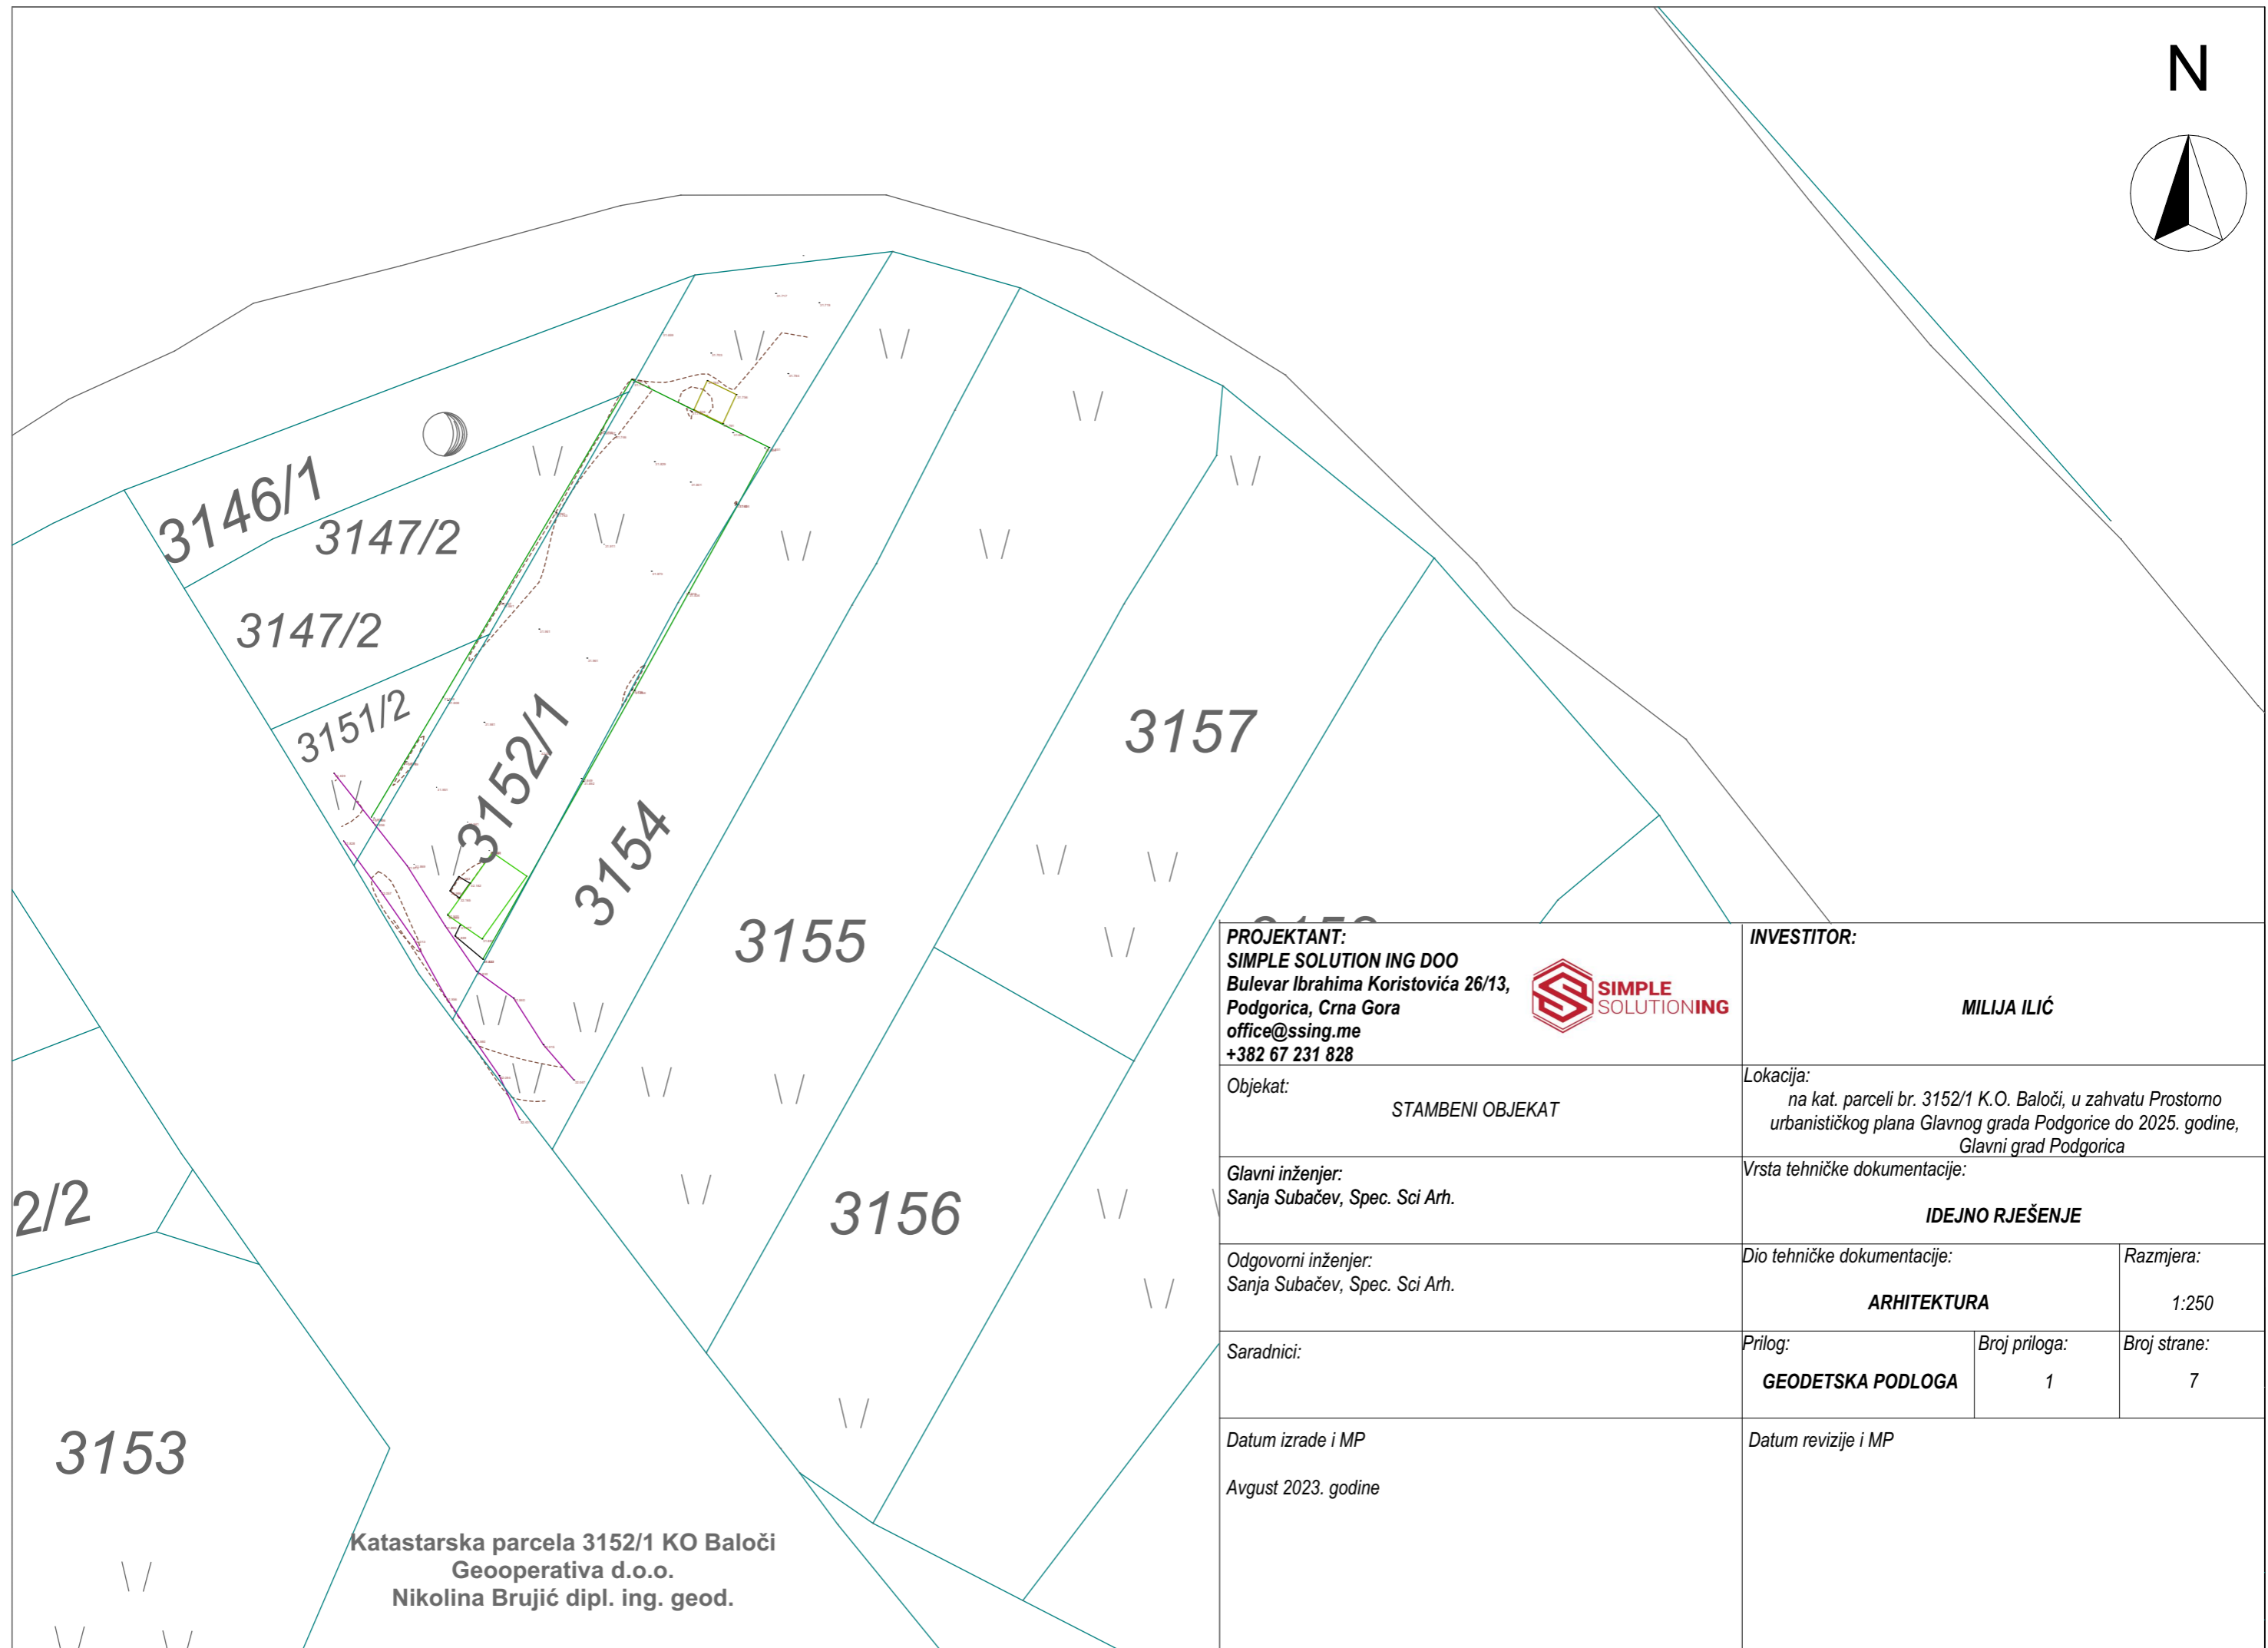 N
3146/1
3147/2
3147/2
3151/2
3152/1
3154
3157
3155
3156
2/2
3153
Katastarska parcela 3152/1 KO Baloči
Geooperativa d.o.o.
Nikolina Brujić dipl. ing. geod.
PROJEKTANT:
SIMPLE SOLUTION ING DOO
Bulevar Ibrahima Koristovića 26/13,
Podgorica, Crna Gora
office@ssing.me
+382 67 231 828
SIMPLE
SOLUTIONING
INVESTITOR:
MILIJA ILIĆ
Objekat:
STAMBENI OBJEKAT
Lokacija:
na kat. parceli br. 3152/1 K.O. Baloči, u zahvatu Prostorno
urbanističkog plana Glavnog grada Podgorice do 2025. godine,
Glavni grad Podgorica
Glavni inženjer:
Sanja Subačev, Spec. Sci Arh.
Vrsta tehničke dokumentacije:
IDEJNO RJEŠENJE
Odgovorni inženjer:
Sanja Subačev, Spec. Sci Arh.
Dio tehničke dokumentacije:
ARHITEKTURA
Razmjera:
1:250
Saradnici:
Prilog:
GEODETSKA PODLOGA
Broj priloga:
1
Broj strane:
7
Datum izrade i MP
Avgust 2023. godine
Datum revizije i MP